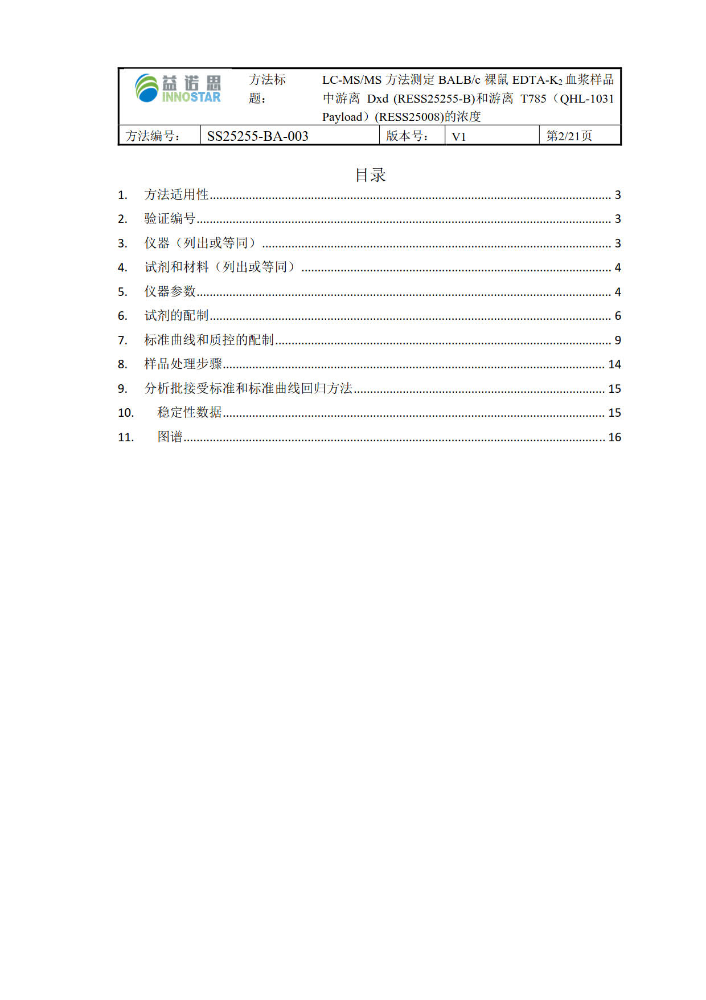 益诺思
INNOSTAR
方法标
题：
LC-MS/MS 方法测定 BALB/c 裸鼠 EDTA-K2 血浆样品
中游离 Dxd (RESS25255-B)和游离 T785（QHL-1031
Payload）(RESS25008)的浓度
方法编号： SS25255-BA-003 版本号： V1 第2/21页
目录
1. 方法适用性 3
2. 验证编号 3
3. 仪器（列出或等同） 3
4. 试剂和材料（列出或等同） 4
5. 仪器参数 4
6. 试剂的配制 6
7. 标准曲线和质控的配制 9
8. 样品处理步骤 14
9. 分析批接受标准和标准曲线回归方法 15
10. 稳定性数据 15
11. 图谱 16